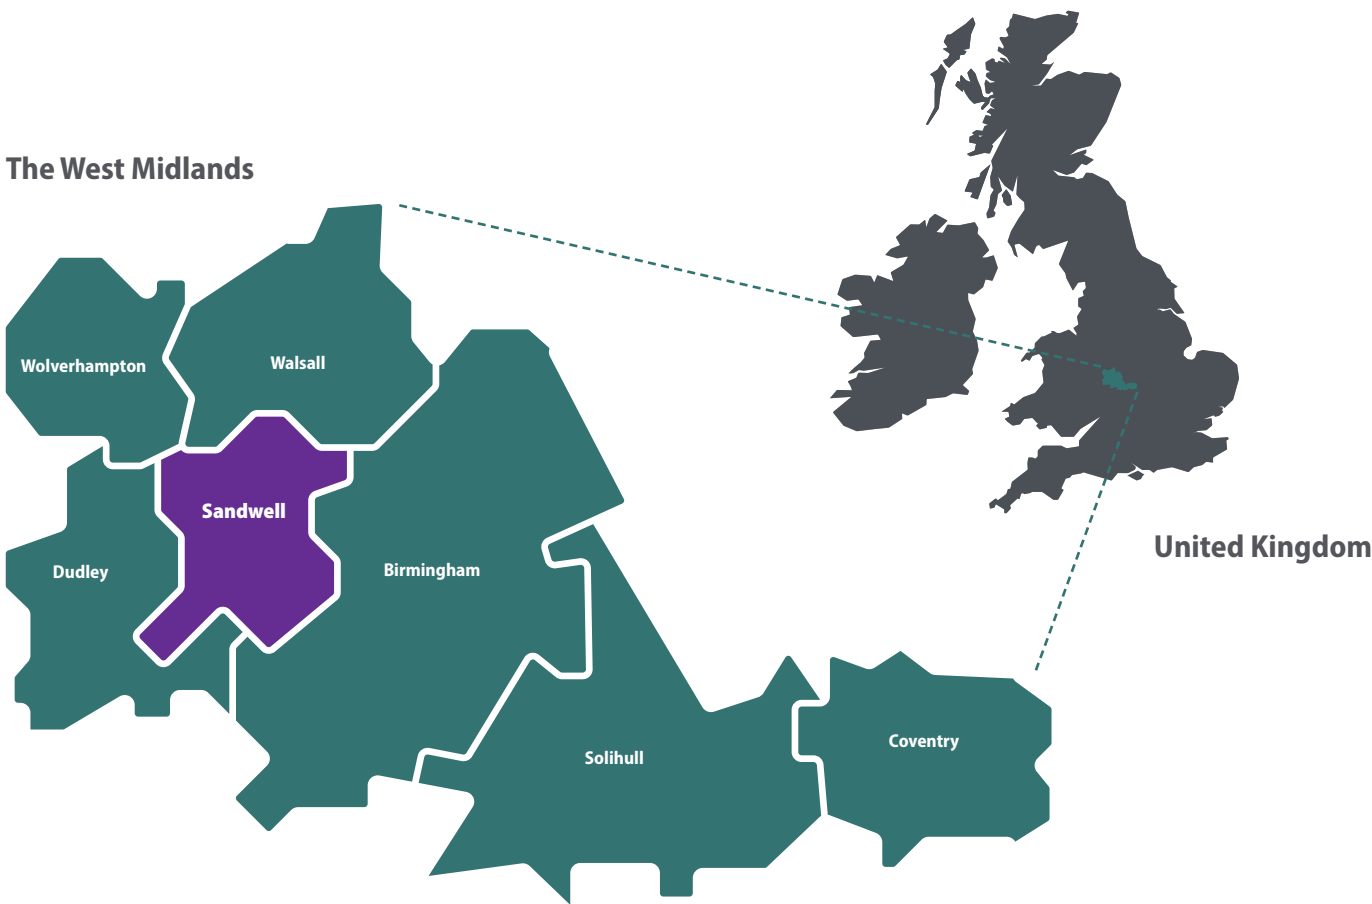 The West Midlands
Wolverhampton
Walsall
Sandwell
United Kingdom
Dudley
Birmingham
Coventry
Solihull